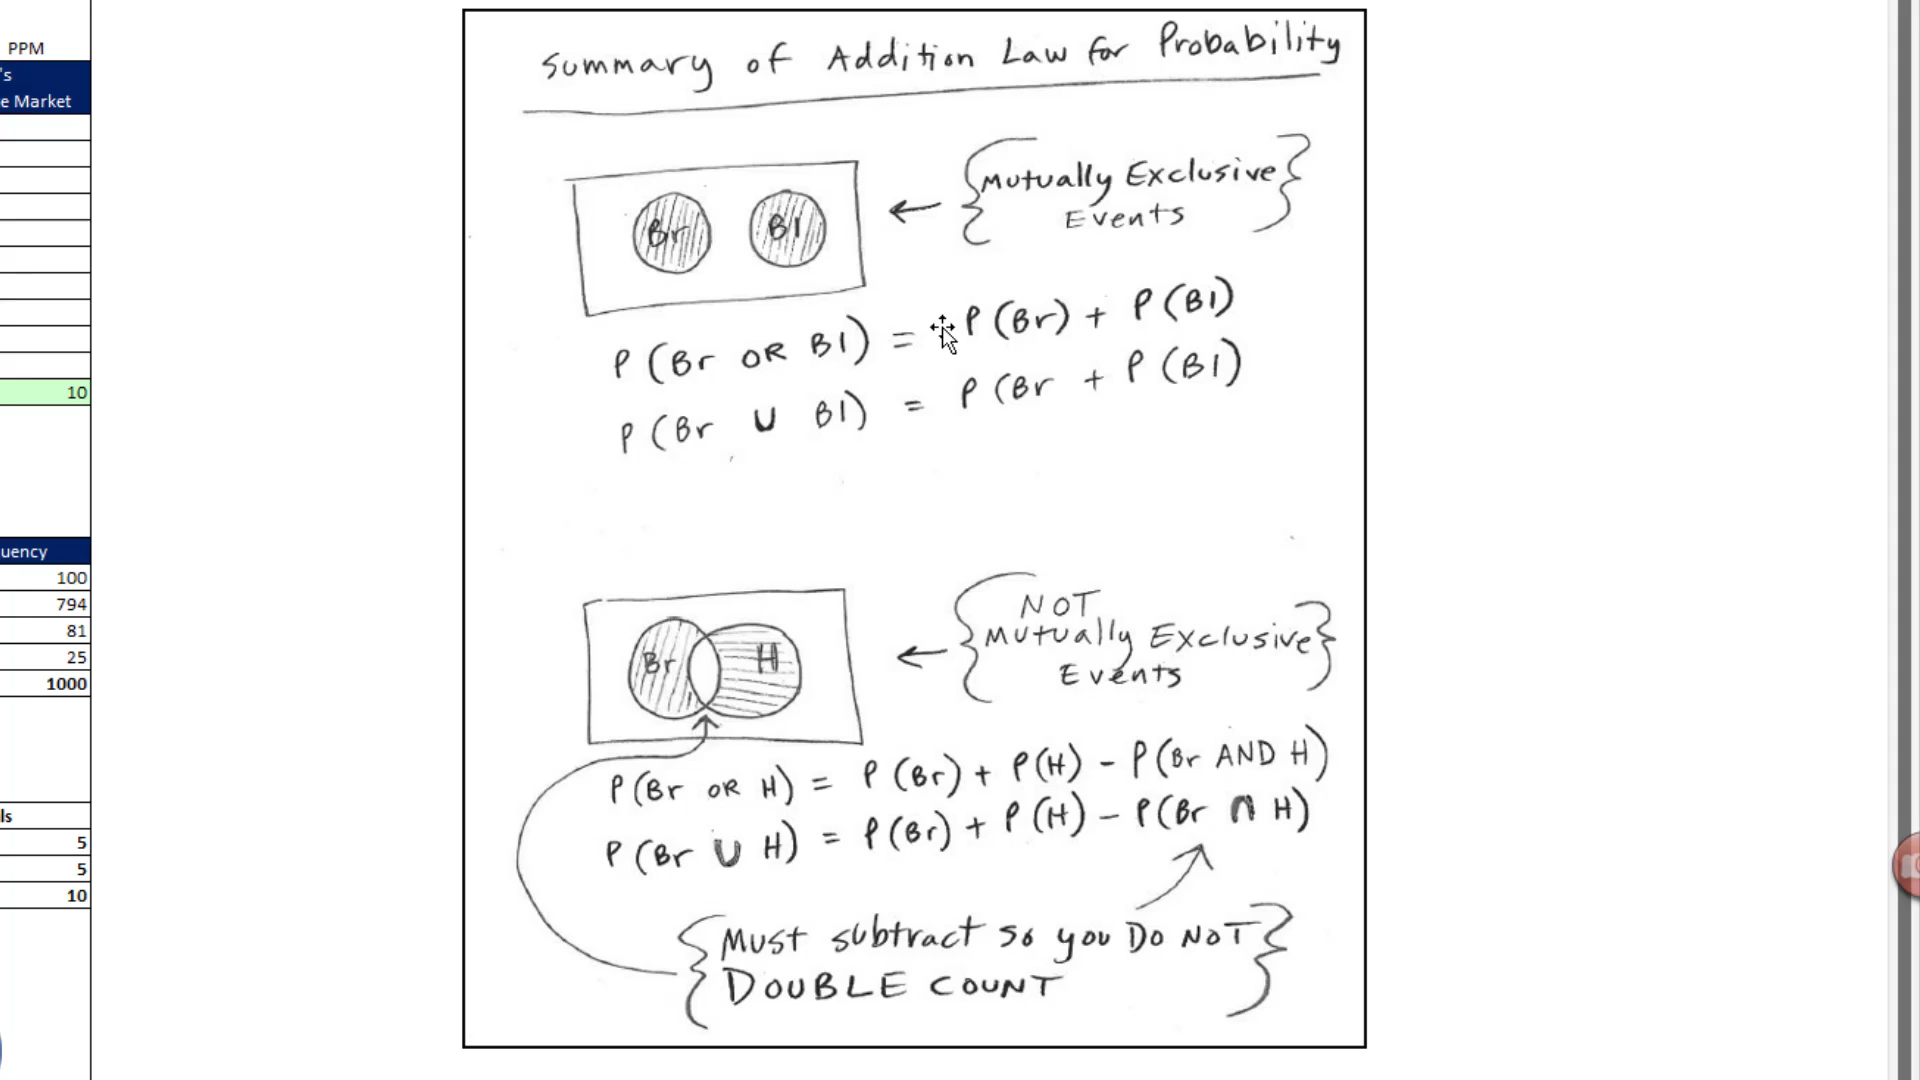 PPM
's
e Market
10
uency
100
794
81
25
1000
ls
5
5
10
Summary of Addition Law for Probability
Br
Bl
Mutually Exclusive
Events
P(Br OR Bl) = P(Br) + P(Bl)
P(Br ∪ Bl) = P(Br + P(Bl)
Br
H
NOT
Mutually Exclusive
Events
P(Br OR H) = P(Br) + P(H) - P(Br AND H)
P(Br ∪ H) = P(Br) + P(H) - P(Br ∩ H)
Must subtract so you DO NOT
DOUBLE COUNT